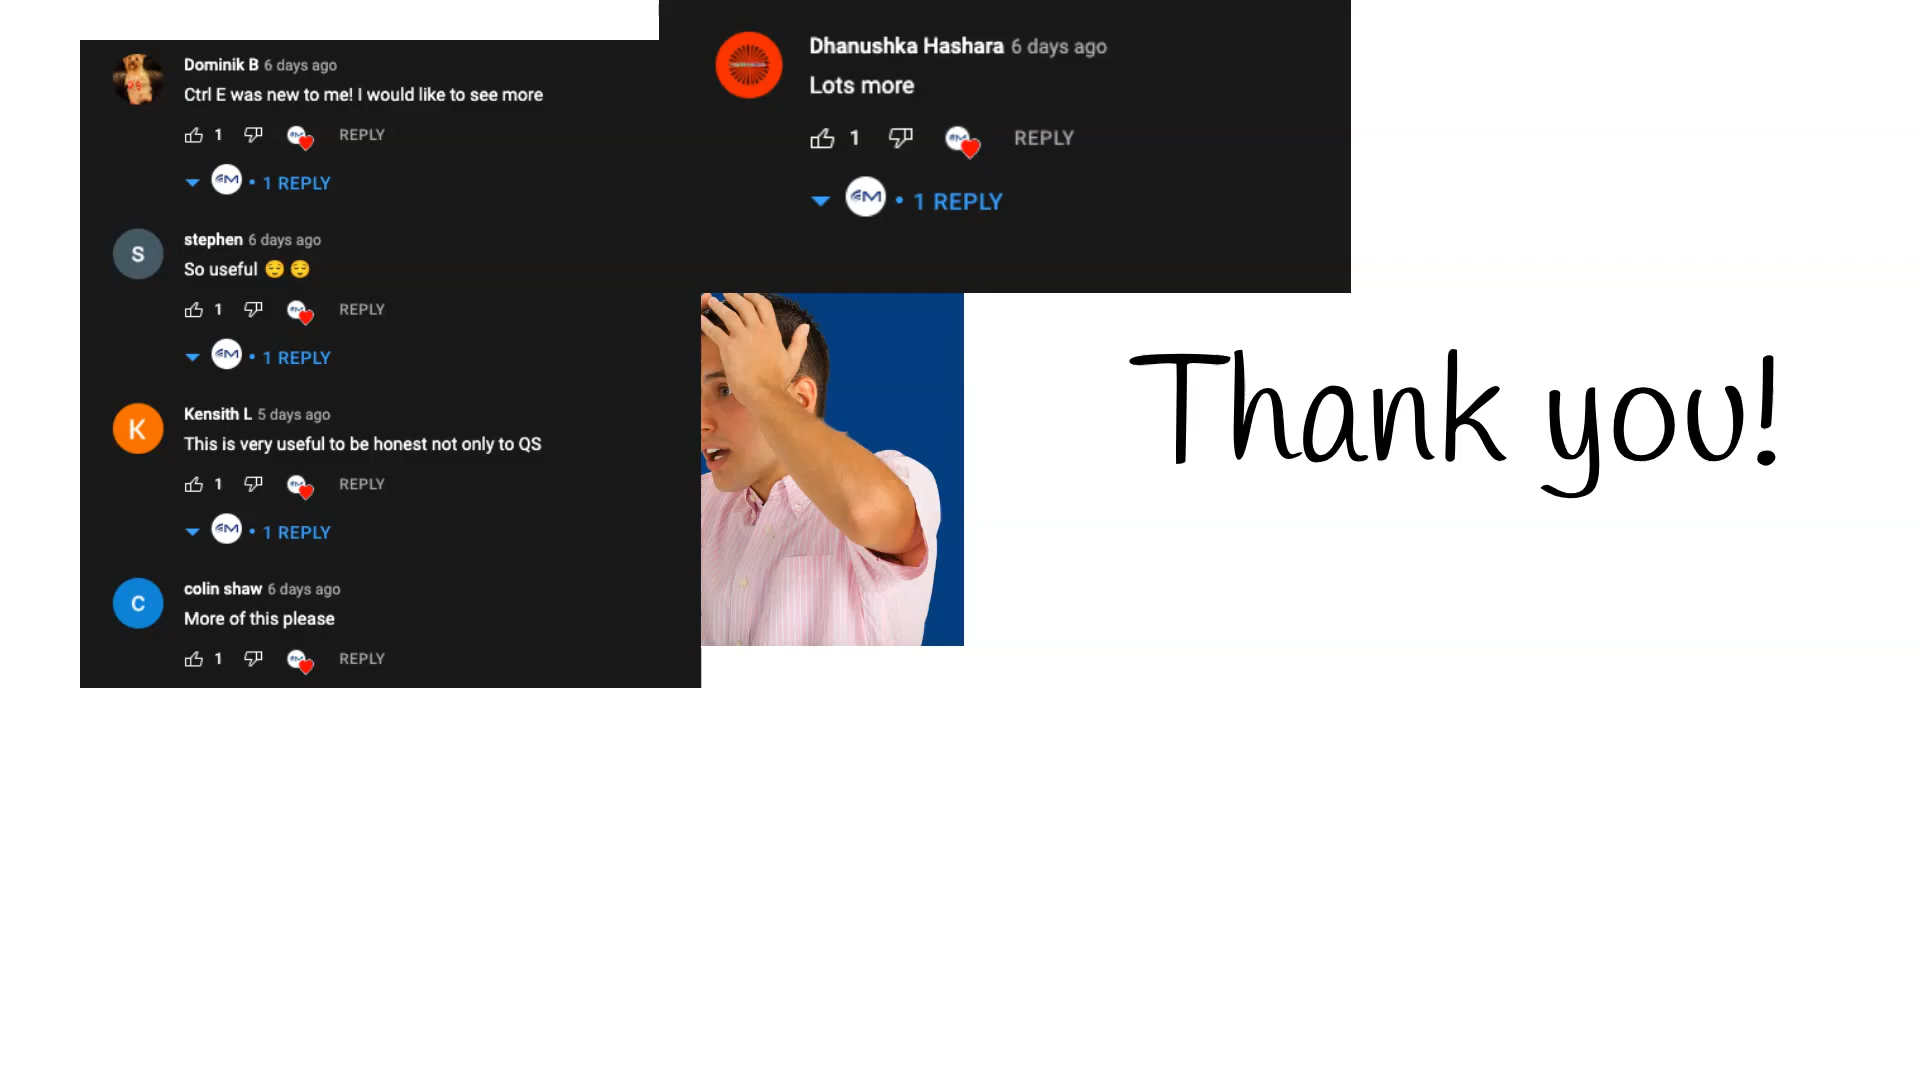 Dominik B 6 days ago
Ctrl E was new to me! I would like to see more
1 REPLY
M • 1 REPLY
S
stephen 6 days ago
So useful 😌 😌
1 REPLY
M • 1 REPLY
K
Kensith L 5 days ago
This is very useful to be honest not only to QS
1 REPLY
M • 1 REPLY
C
colin shaw 6 days ago
More of this please
1 REPLY
Dhanushka Hashara 6 days ago
Lots more
1 REPLY
M • 1 REPLY
Thank you!